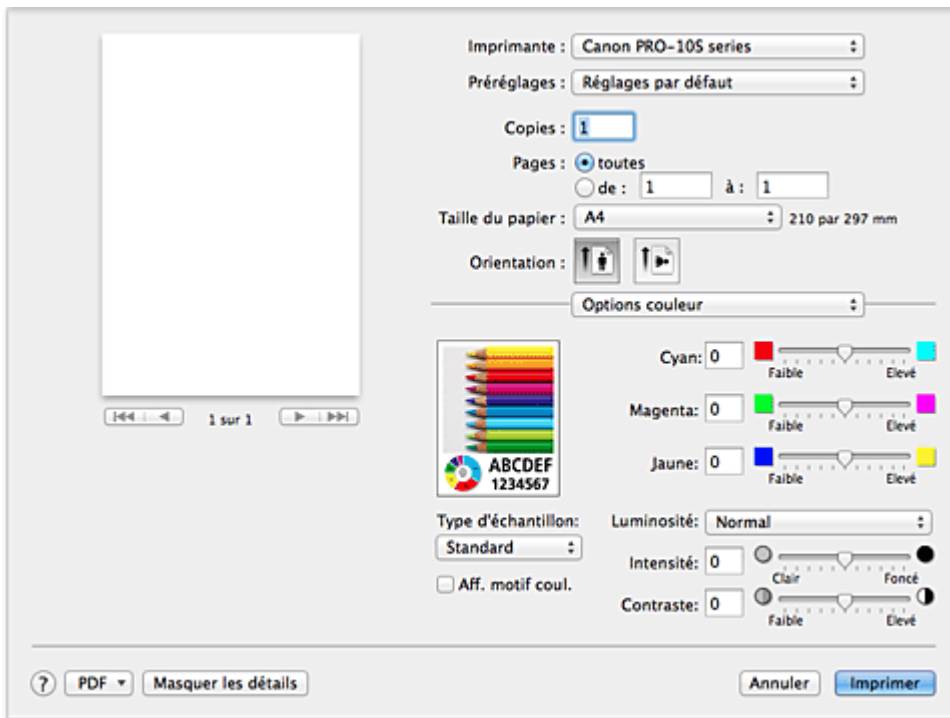 Imprimante : Canon PRO-10S series
Préréglages : Réglages par défaut
Copies : 1
Pages : toutes
de : 1 à : 1
Taille du papier : A4 210 par 297 mm
Orientation :
Options couleur
1 sur 1
Cyan: 0
Faible Elevé
Magenta: 0
Faible Elevé
Jaune: 0
Faible Elevé
ABCDEF
1234567
Type d'échantillon:
Standard
Aff. motif coul.
Luminosité: Normal
Intensité: 0
Clair Foncé
Contraste: 0
Faible Elevé
? PDF Masquer les détails Annuler Imprimer